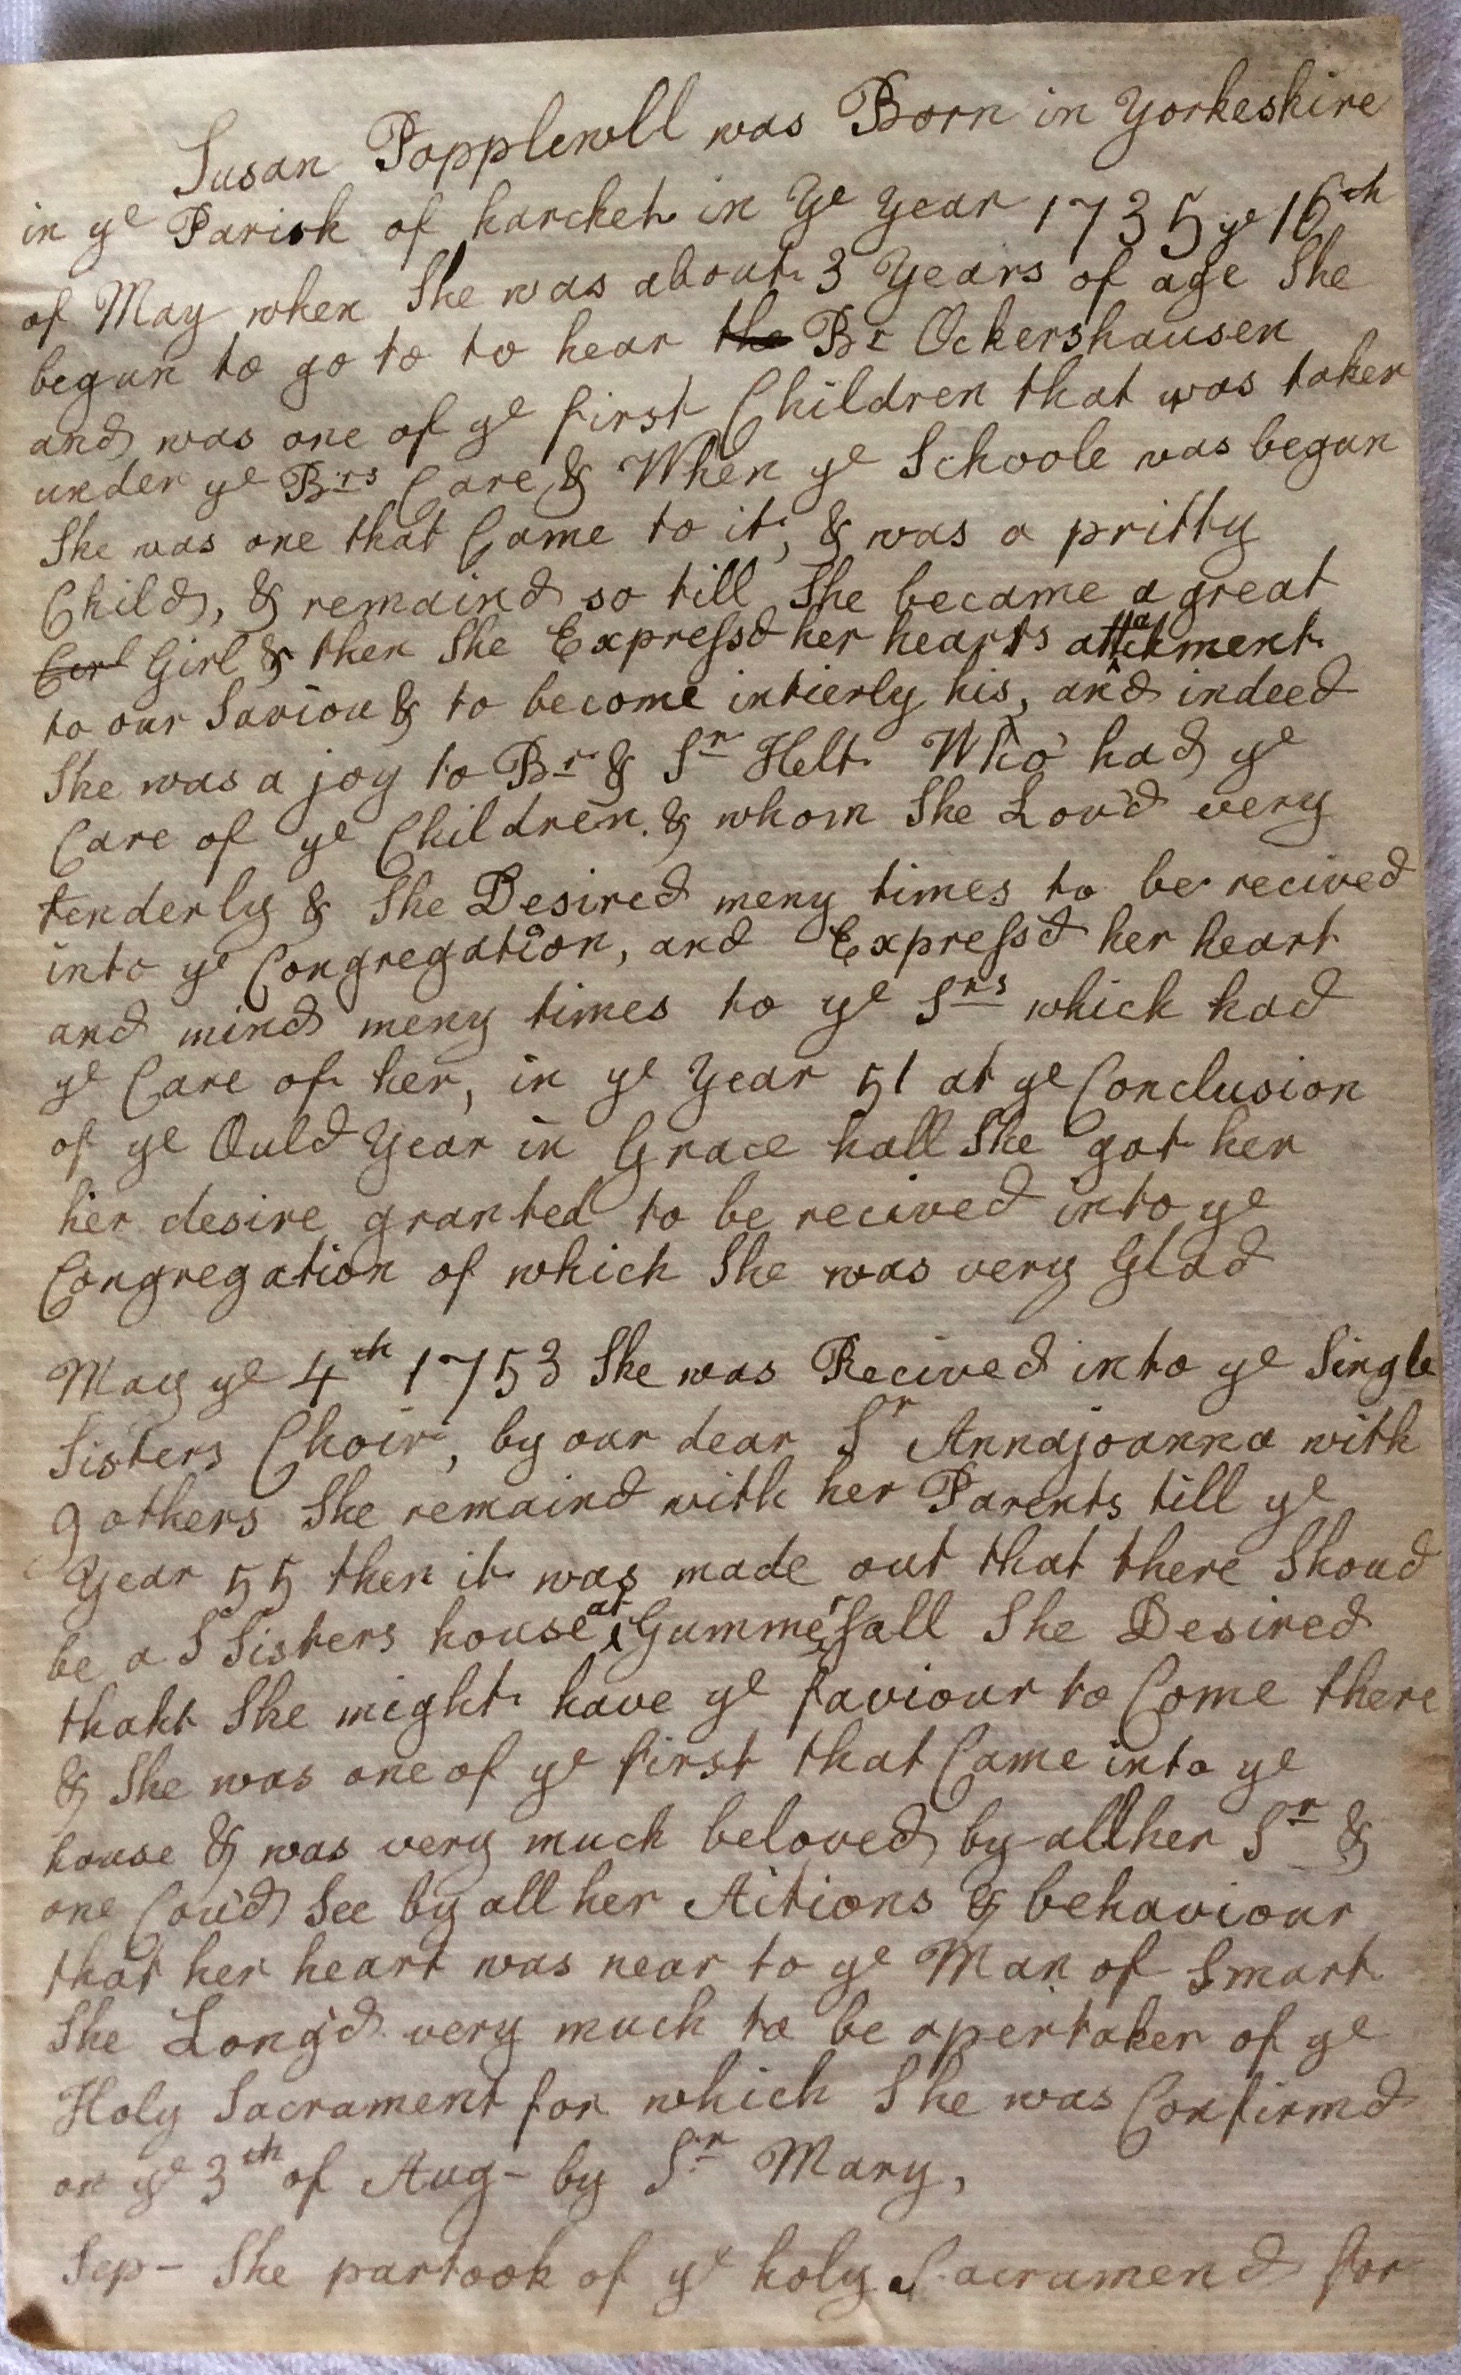 Susan Popplewll was Born in Yorkeshire
in ye Parish of harcket in Ye Year 1735 ye 16th
of May when She was about 3 Years of age She
begun to go to to hear the Br Ockershausen
and was one of ye first Children that was taken
under ye Brs Care & When ye Schoole was began
She was one that Came to it, & was a pritty
Child, & remaind so till She became a great
Gerl Girl & then She Expressd her hearts attackment
to our Saviou & to become intierly his, and indeed
She was a joy to Br & Sr Helt Who had ye
Care of ye Children & whom She Lov'd very
tenderly & She Desired meny times to be recived
into ye Congregation, and Express'd her heart
and mind meny times to ye Srs which had
ye Care of her, in ye Year 51 at ye Conclusion
of ye Ould Year in Grace hall She got her
her desire granted to be recived into ye
Congregation of which She was very Glad
May ye 4th 1753 She was Recived into ye Single
Sisters Choir, by our dear Sr Annajoanna with
9 others She remaind with her Parents till ye
Year 55 then it was made out that there Shoud
be a S Sisters house at Gummersall She Desired
thaht She might have ye faviour to Come there
& She was one of ye first that Came into ye
house & was very much beloved by all her Sr &
one Cou'd See by all her Actions & behaviour
that her heart was near to ye Man of Smart
She Long'd very much to be apertaker of ye
Holy Sacrament for which She was Confirmd
on ye 3th of Aug - by Sr Mary,
Sep - She partook of ye holy Sacramend for